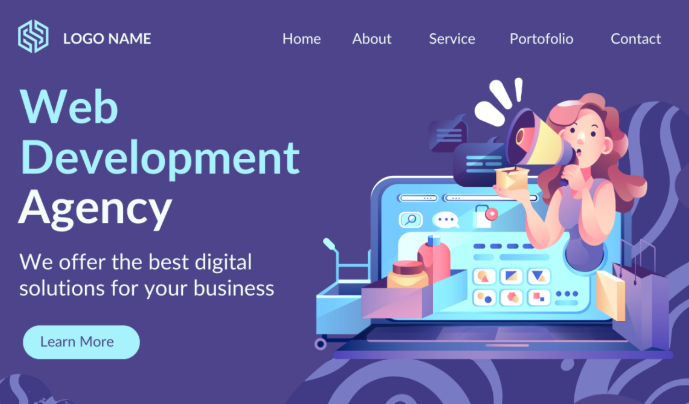 LOGO NAME
Home About Service Portofolio Contact
Web
Development
Agency
We offer the best digital
solutions for your business
Learn More